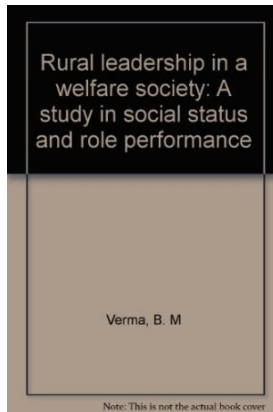 Rural leadership in a
welfare society: A
study in social status
and role performance
Verma, B. M
Note: This is not the actual book cover